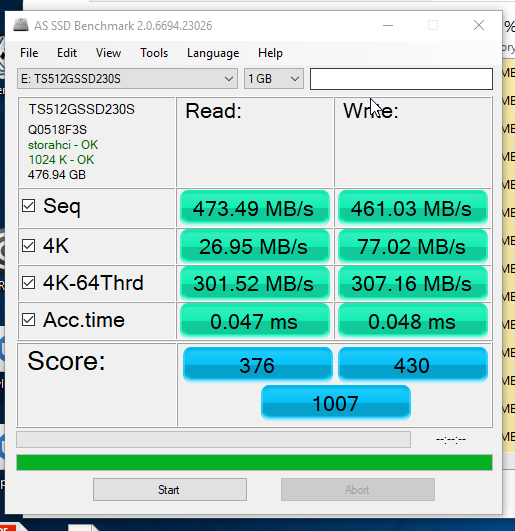 AS SSD Benchmark 2.0.6694.23026
File Edit View Tools Language Help
E: TS512GSSD230S 1 GB
TS512GSSD230S
Q0518F3S
storahci - OK
1024 K - OK
476.94 GB
Read: Write:
Seq 473.49 MB/s 461.03 MB/s
4K 26.95 MB/s 77.02 MB/s
4K-64Thrd 301.52 MB/s 307.16 MB/s
Acc.time 0.047 ms 0.048 ms
Score: 376 430
1007
--:--:--
Start Abort